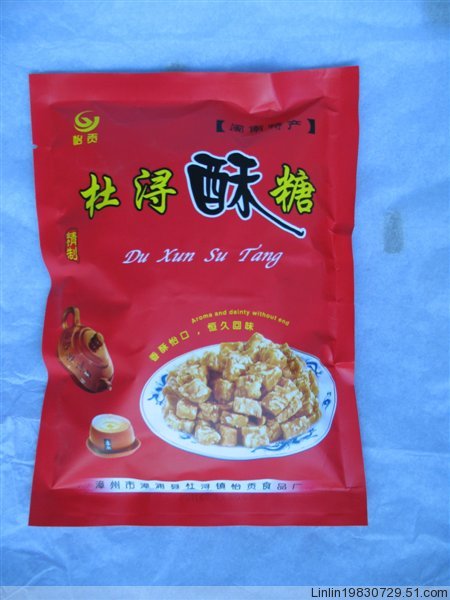 怡贡
【闽南特产】
杜浔酥糖
精制
Du Xun Su Tang
Aroma and dainty without end
香酥怡口，恒久回味
漳州市漳浦县杜浔镇怡贡食品厂
Linlin19830729.51.com